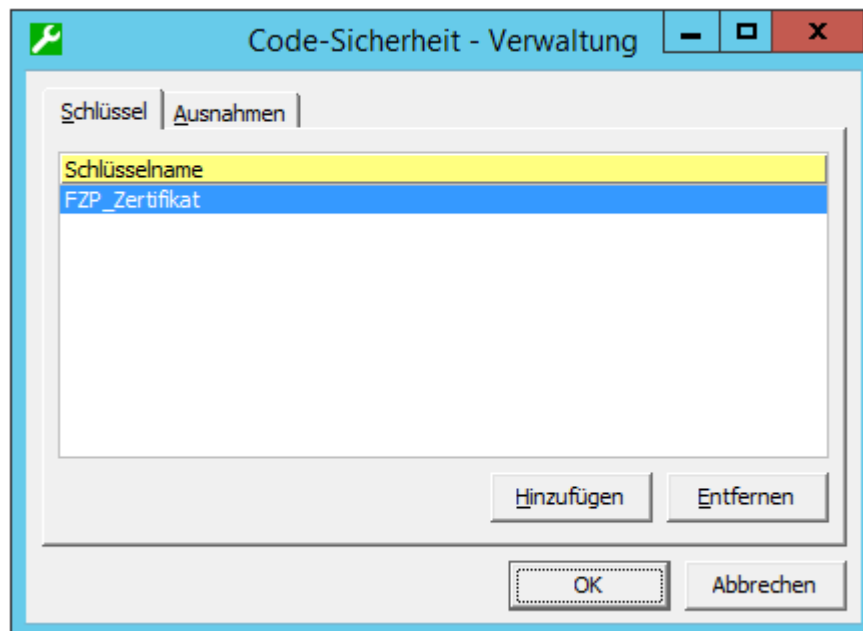 Code-Sicherheit - Verwaltung
Schlüssel Ausnahmen
Schlüsselname
FZP_Zertifikat
Hinzufügen Entfernen
OK Abbrechen